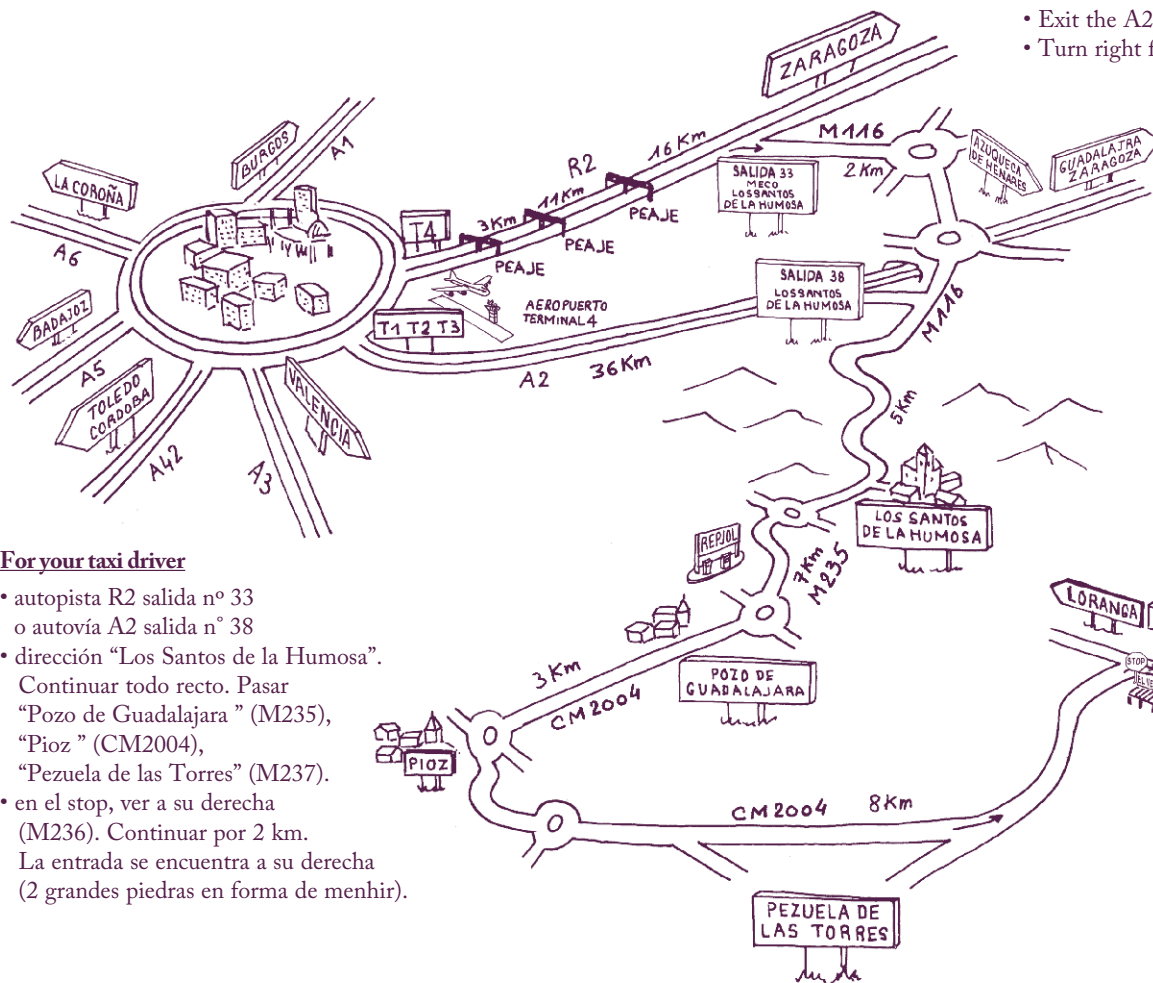 • Exit the A2
• Turn right f
ZARAGOZA
BURGOS
A1
LA COROÑA
A6
R2
16 Km
11Km
3Km
PEAJE
PEAJE
PEAJE
M116
2 Km
SALIDA 33
MECO
LOS SANTOS
DE LA HUMOSA
AZUQUECA
DE HENARES
GUADALAJRA
ZARAGOZA
T4
AEROPUERTO
TERMINAL 4
T1 T2 T3
SALIDA 38
LOS SANTOS
DE LA HUMOSA
M116
A2
36Km
BADAJOZ
A5
TOLEDO
CORDOBA
A42
A3
VALENCIA
5Km
LOS SANTOS
DE LA HUMOSA
REPJOL
7Km
M235
For your taxi driver
• autopista R2 salida nº 33
o autovía A2 salida n° 38
• dirección “Los Santos de la Humosa”.
Continuar todo recto. Pasar
“Pozo de Guadalajara ” (M235),
“Pioz ” (CM2004),
“Pezuela de las Torres” (M237).
• en el stop, ver a su derecha
(M236). Continuar por 2 km.
La entrada se encuentra a su derecha
(2 grandes piedras en forma de menhir).
LORANGA
STOP
3Km
CM2004
POZO DE
GUADALAJARA
PIOZ
CM2004
8Km
PEZUELA DE
LAS TORRES